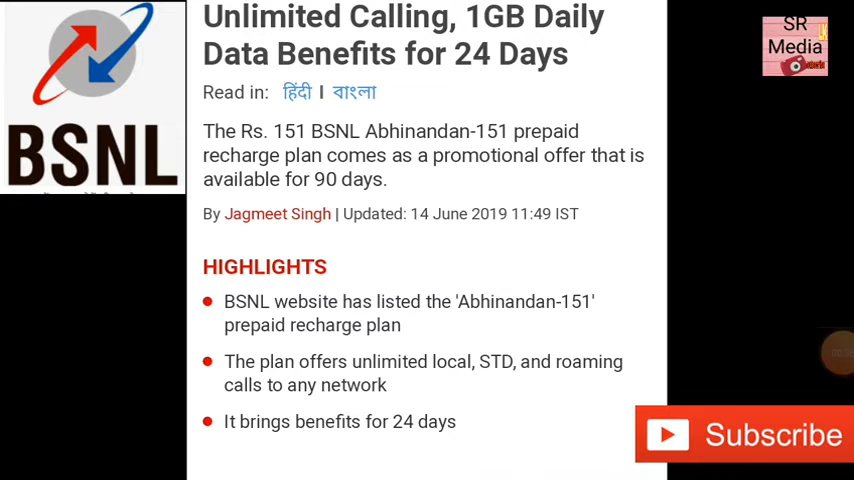 Unlimited Calling, 1GB Daily
Data Benefits for 24 Days
Read in: हिंदी I বাংলা
The Rs. 151 BSNL Abhinandan-151 prepaid
recharge plan comes as a promotional offer that is
available for 90 days.
By Jagmeet Singh | Updated: 14 June 2019 11:49 IST
HIGHLIGHTS
BSNL website has listed the 'Abhinandan-151'
prepaid recharge plan
The plan offers unlimited local, STD, and roaming
calls to any network
It brings benefits for 24 days
BSNL
SR
Media
Subscribe